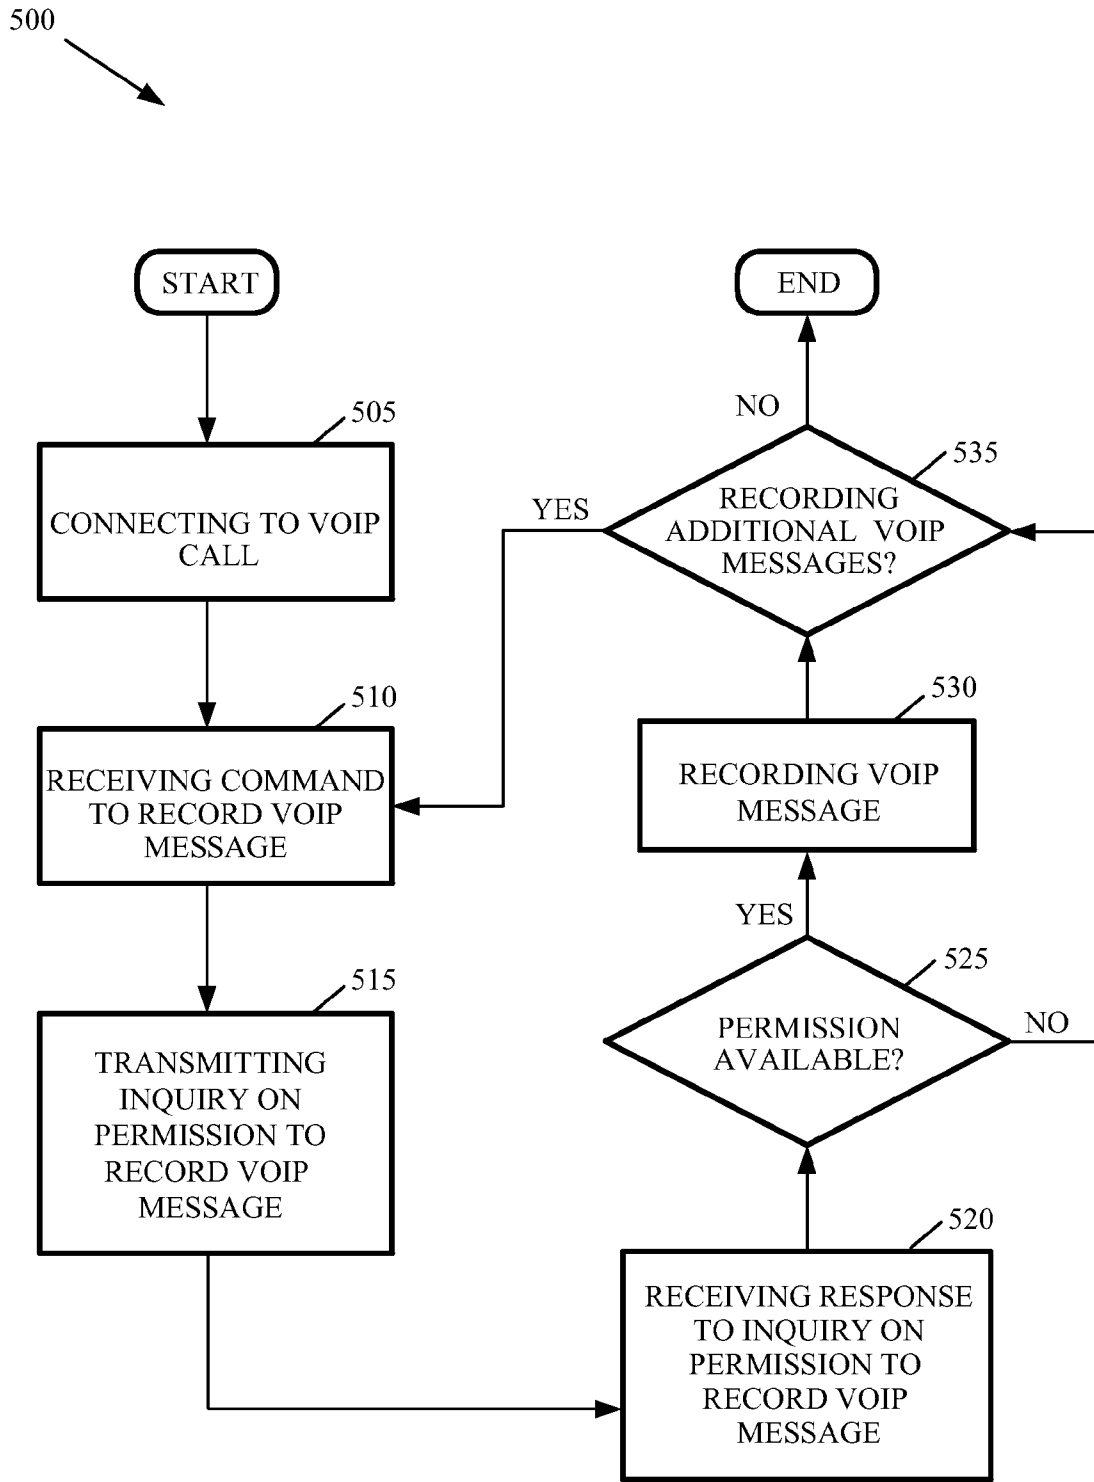 500
START
505
CONNECTING TO VOIP
CALL
510
RECEIVING COMMAND
TO RECORD VOIP
MESSAGE
515
TRANSMITTING
INQUIRY ON
PERMISSION TO
RECORD VOIP
MESSAGE
520
RECEIVING RESPONSE
TO INQUIRY ON
PERMISSION TO
RECORD VOIP
MESSAGE
525
PERMISSION
AVAILABLE?
NO
YES
530
RECORDING VOIP
MESSAGE
535
RECORDING
ADDITIONAL VOIP
MESSAGES?
YES
NO
END